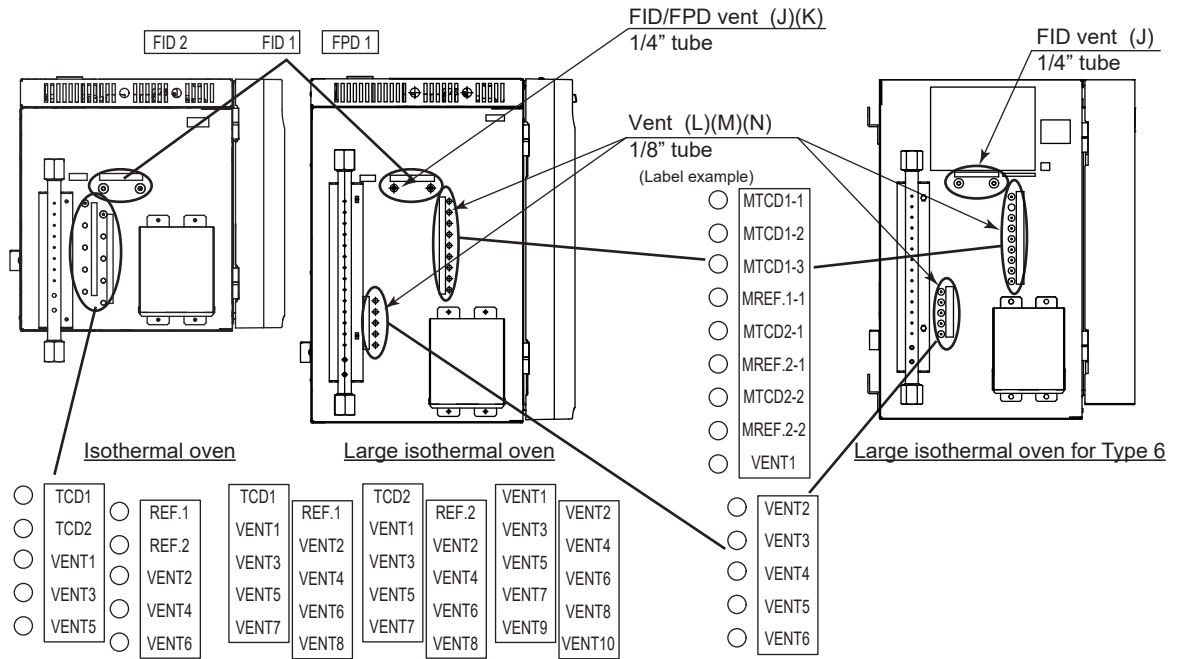 FID/FPD vent (J)(K)
1/4” tube
FID 2 FID 1
FPD 1
FID vent (J)
1/4” tube
Vent (L)(M)(N)
1/8” tube
(Label example)
MTCD1-1
MTCD1-2
MTCD1-3
MREF.1-1
MTCD2-1
MREF.2-1
MTCD2-2
MREF.2-2
VENT1
Isothermal oven
Large isothermal oven
Large isothermal oven for Type 6
TCD1
TCD2
VENT1
VENT3
VENT5
REF.1
REF.2
VENT2
VENT4
VENT6
TCD1
VENT1
VENT3
VENT5
VENT7
REF.1
VENT2
VENT4
VENT6
VENT8
TCD2
VENT1
VENT3
VENT5
VENT7
REF.2
VENT2
VENT4
VENT6
VENT8
VENT1
VENT3
VENT5
VENT7
VENT9
VENT2
VENT4
VENT6
VENT8
VENT10
VENT2
VENT3
VENT4
VENT5
VENT6